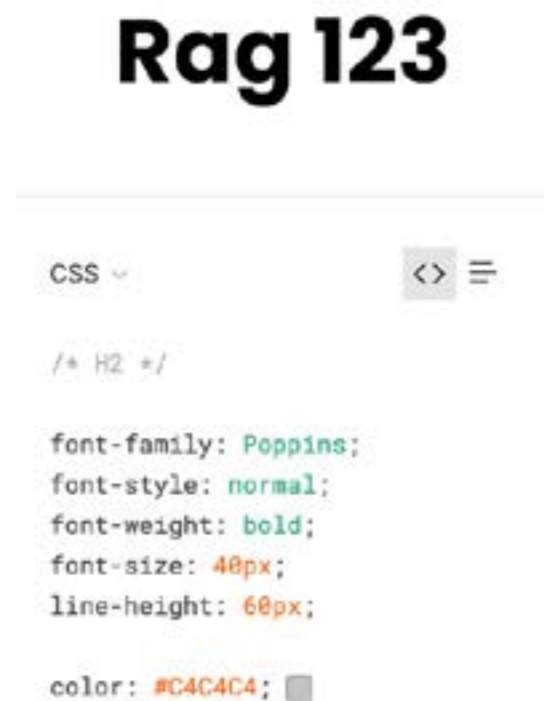 Rag 123
CSS
<>
/* H2 */
font-family: Poppins;
font-style: normal;
font-weight: bold;
font-size: 40px;
line-height: 60px;
color: #C4C4C4;